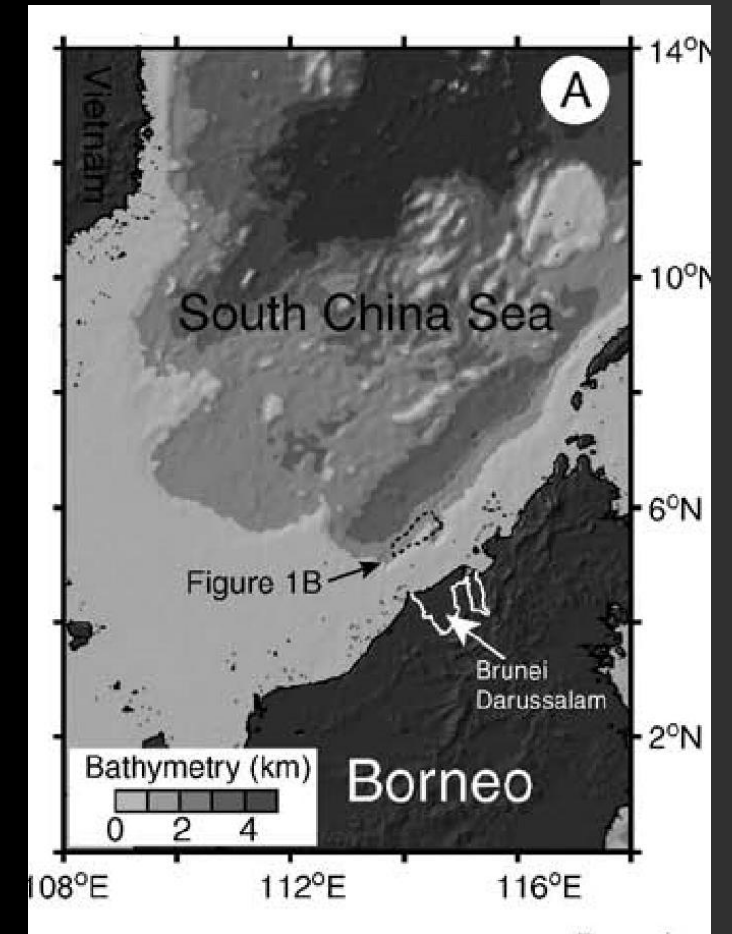 A
14°N
Vietnam
10°N
South China Sea
6°N
Figure 1B
Brunei
Darussalam
2°N
Bathymetry (km)
Borneo
0 2 4
108°E 112°E 116°E